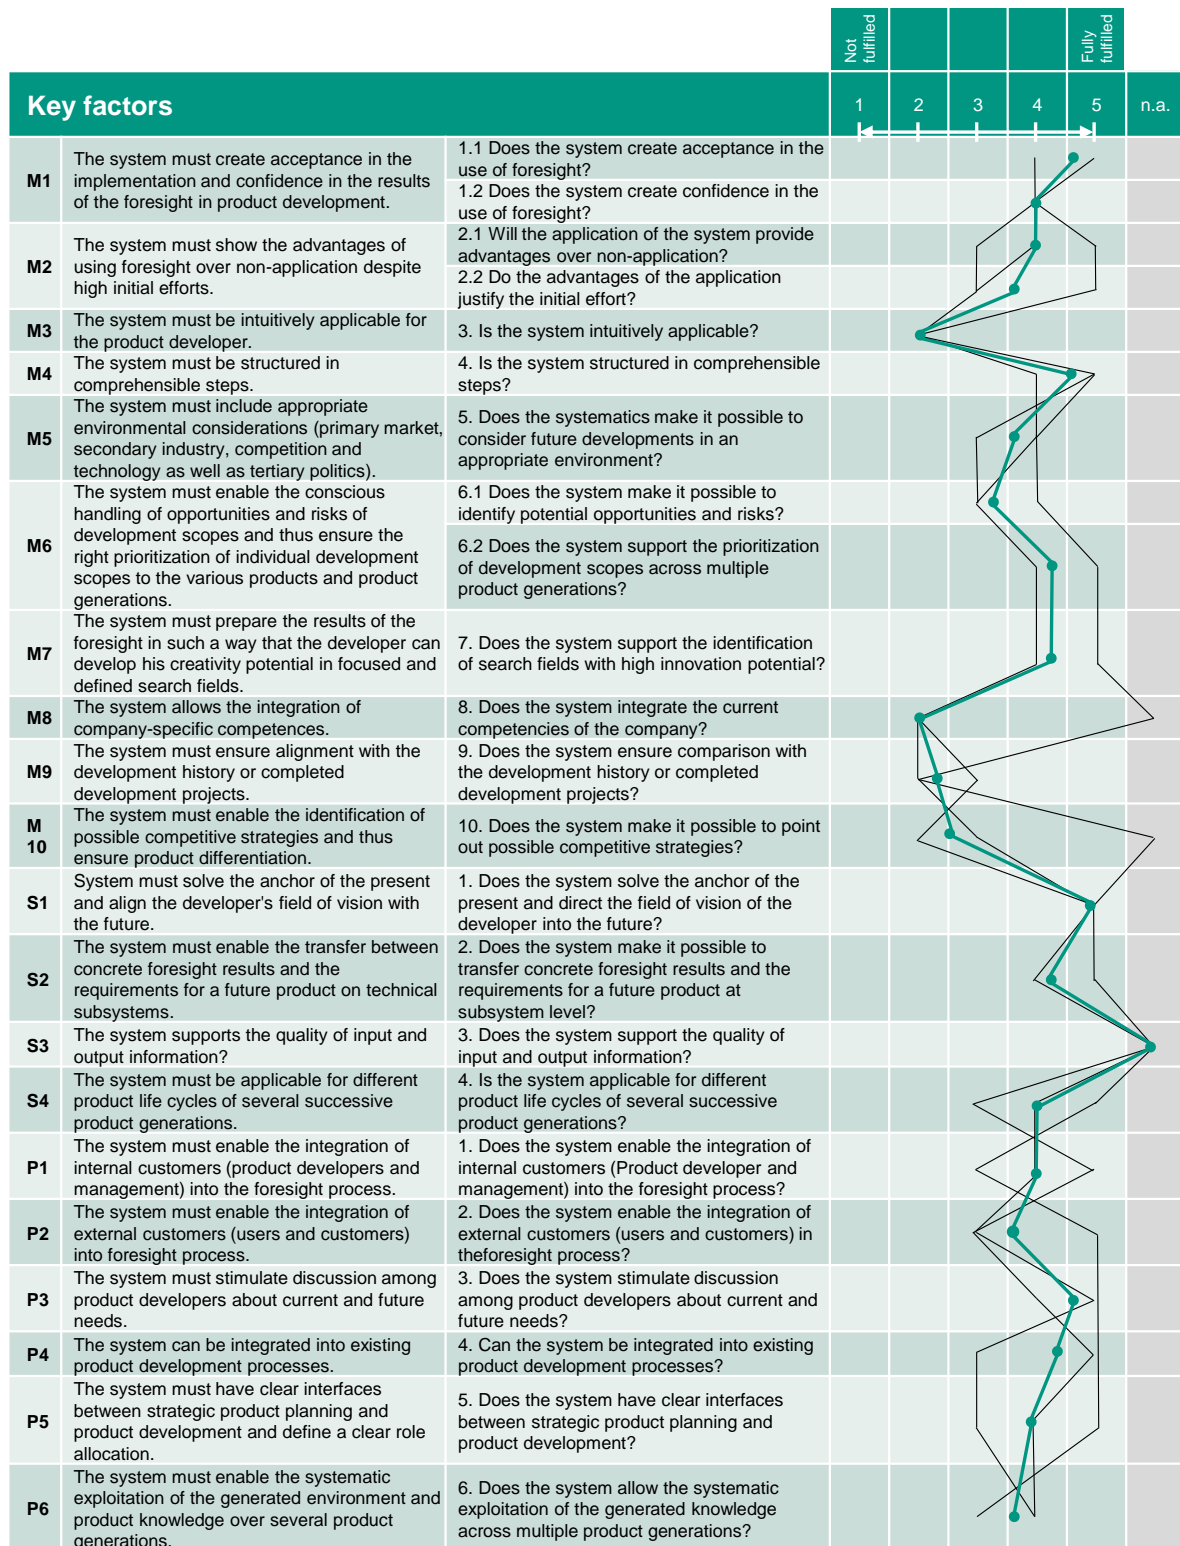 Not
fulfilled
Fully
fulfilled
Key factors
1 2 3 4 5 n.a.
M1
The system must create acceptance in the
implementation and confidence in the results
of the foresight in product development.
1.1 Does the system create acceptance in the
use of foresight?
1.2 Does the system create confidence in the
use of foresight?
M2
The system must show the advantages of
using foresight over non-application despite
high initial efforts.
2.1 Will the application of the system provide
advantages over non-application?
2.2 Do the advantages of the application
justify the initial effort?
M3
The system must be intuitively applicable for
the product developer.
3. Is the system intuitively applicable?
M4
The system must be structured in
comprehensible steps.
4. Is the system structured in comprehensible
steps?
M5
The system must include appropriate
environmental considerations (primary market,
secondary industry, competition and
technology as well as tertiary politics).
5. Does the systematics make it possible to
consider future developments in an
appropriate environment?
M6
The system must enable the conscious
handling of opportunities and risks of
development scopes and thus ensure the
right prioritization of individual development
scopes to the various products and product
generations.
6.1 Does the system make it possible to
identify potential opportunities and risks?
6.2 Does the system support the prioritization
of development scopes across multiple
product generations?
M7
The system must prepare the results of the
foresight in such a way that the developer can
develop his creativity potential in focused and
defined search fields.
7. Does the system support the identification
of search fields with high innovation potential?
M8
The system allows the integration of
company-specific competences.
8. Does the system integrate the current
competencies of the company?
M9
The system must ensure alignment with the
development history or completed
development projects.
9. Does the system ensure comparison with
the development history or completed
development projects?
M
10
The system must enable the identification of
possible competitive strategies and thus
ensure product differentiation.
10. Does the system make it possible to point
out possible competitive strategies?
S1
System must solve the anchor of the present
and align the developer's field of vision with
the future.
1. Does the system solve the anchor of the
present and direct the field of vision of the
developer into the future?
S2
The system must enable the transfer between
concrete foresight results and the
requirements for a future product on technical
subsystems.
2. Does the system make it possible to
transfer concrete foresight results and the
requirements for a future product at
subsystem level?
S3
The system supports the quality of input and
output information?
3. Does the system support the quality of
input and output information?
S4
The system must be applicable for different
product life cycles of several successive
product generations.
4. Is the system applicable for different
product life cycles of several successive
product generations?
P1
The system must enable the integration of
internal customers (product developers and
management) into the foresight process.
1. Does the system enable the integration of
internal customers (Product developer and
management) into the foresight process?
P2
The system must enable the integration of
external customers (users and customers)
into foresight process.
2. Does the system enable the integration of
external customers (users and customers) in
theforesight process?
P3
The system must stimulate discussion among
product developers about current and future
needs.
3. Does the system stimulate discussion
among product developers about current and
future needs?
P4
The system can be integrated into existing
product development processes.
4. Can the system be integrated into existing
product development processes?
P5
The system must have clear interfaces
between strategic product planning and
product development and define a clear role
allocation.
5. Does the system have clear interfaces
between strategic product planning and
product development?
P6
The system must enable the systematic
exploitation of the generated environment and
product knowledge over several product
generations.
6. Does the system allow the systematic
exploitation of the generated knowledge
across multiple product generations?